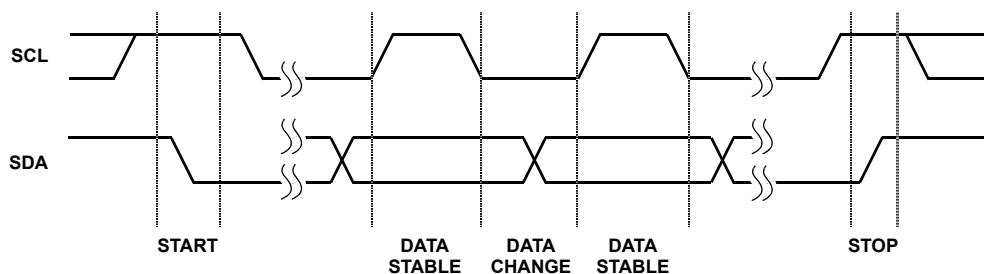 SCL
SDA
START
DATA
STABLE
DATA
CHANGE
DATA
STABLE
STOP